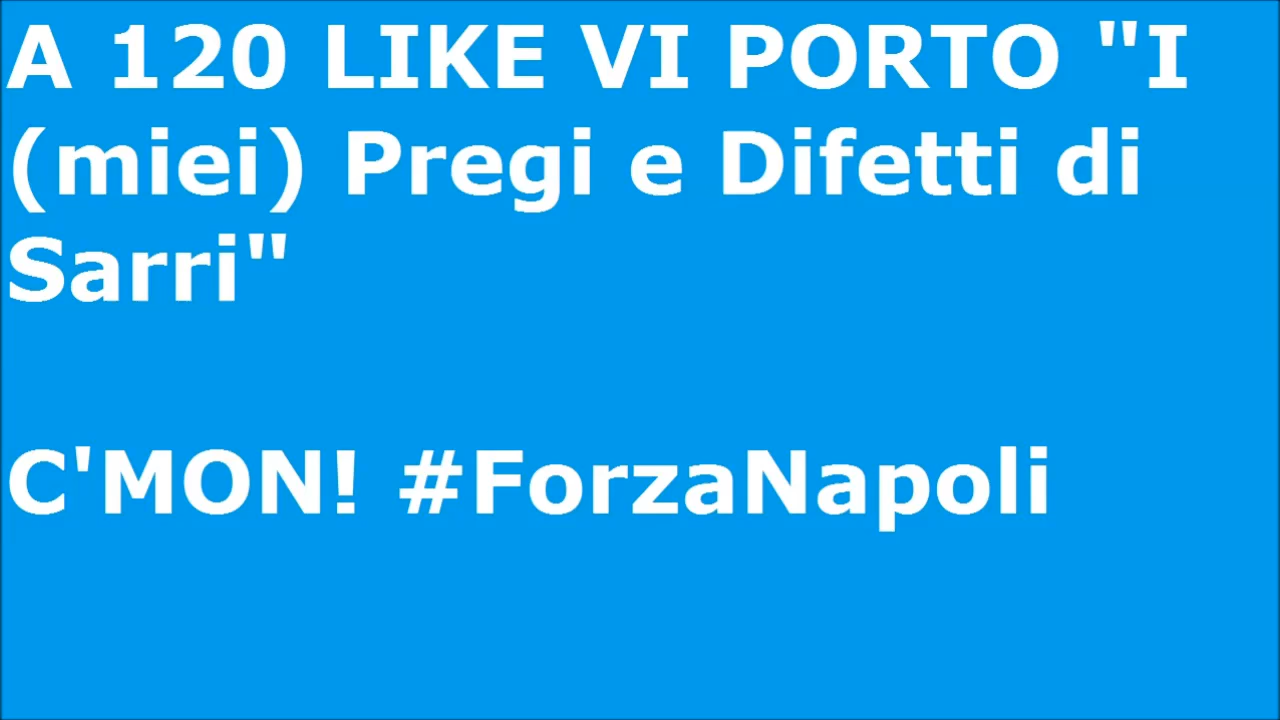 A 120 LIKE VI PORTO "I
(miei) Pregi e Difetti di
Sarri"
C'MON! #ForzaNapoli